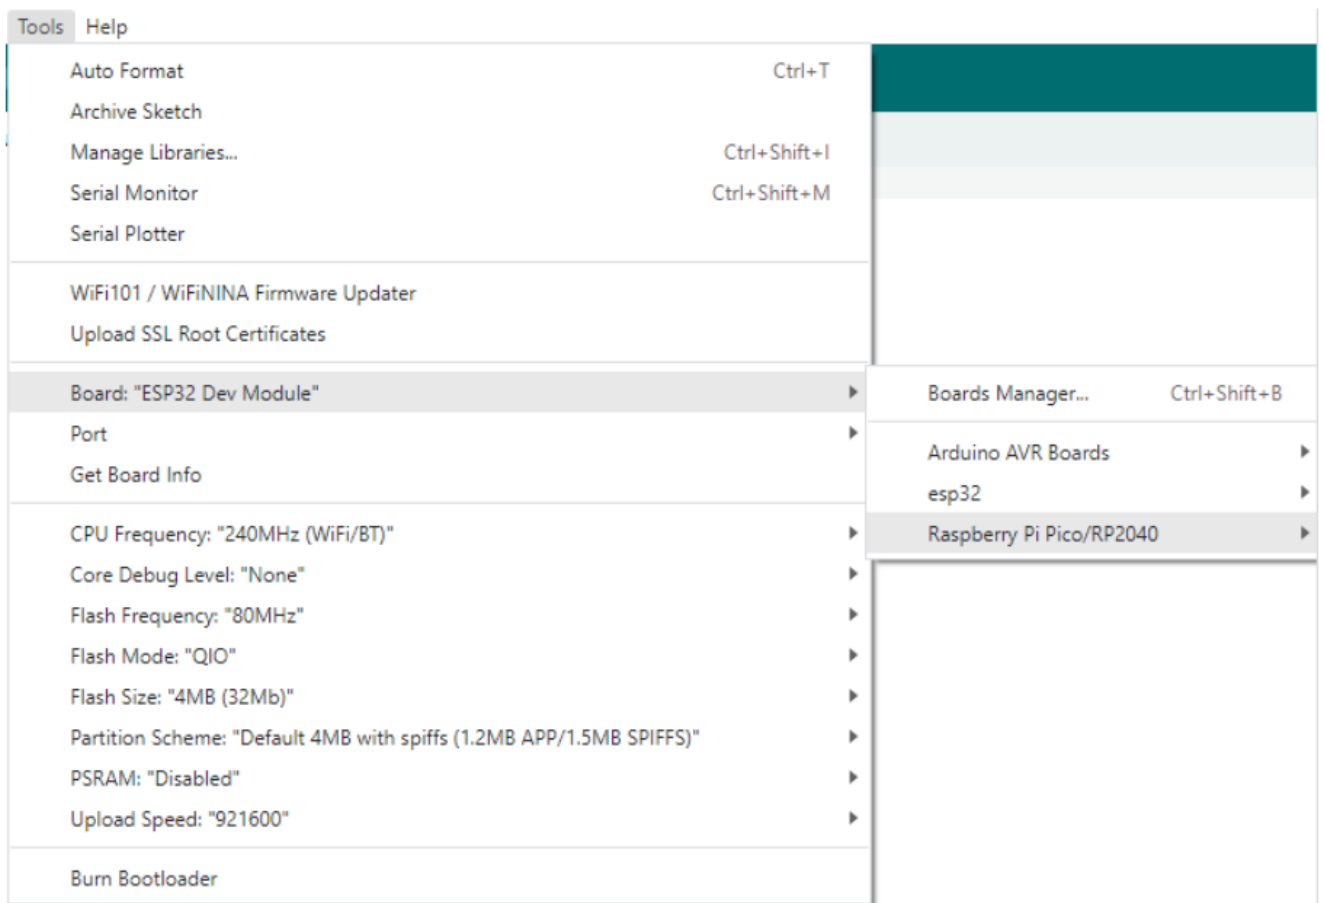 Tools Help
Auto Format Ctrl+T
Archive Sketch
Manage Libraries... Ctrl+Shift+I
Serial Monitor Ctrl+Shift+M
Serial Plotter
WiFi101 / WiFiNINA Firmware Updater
Upload SSL Root Certificates
Board: "ESP32 Dev Module"
Port
Get Board Info
CPU Frequency: "240MHz (WiFi/BT)"
Core Debug Level: "None"
Flash Frequency: "80MHz"
Flash Mode: "QIO"
Flash Size: "4MB (32Mb)"
Partition Scheme: "Default 4MB with spiffs (1.2MB APP/1.5MB SPIFFS)"
PSRAM: "Disabled"
Upload Speed: "921600"
Burn Bootloader
Boards Manager... Ctrl+Shift+B
Arduino AVR Boards
esp32
Raspberry Pi Pico/RP2040